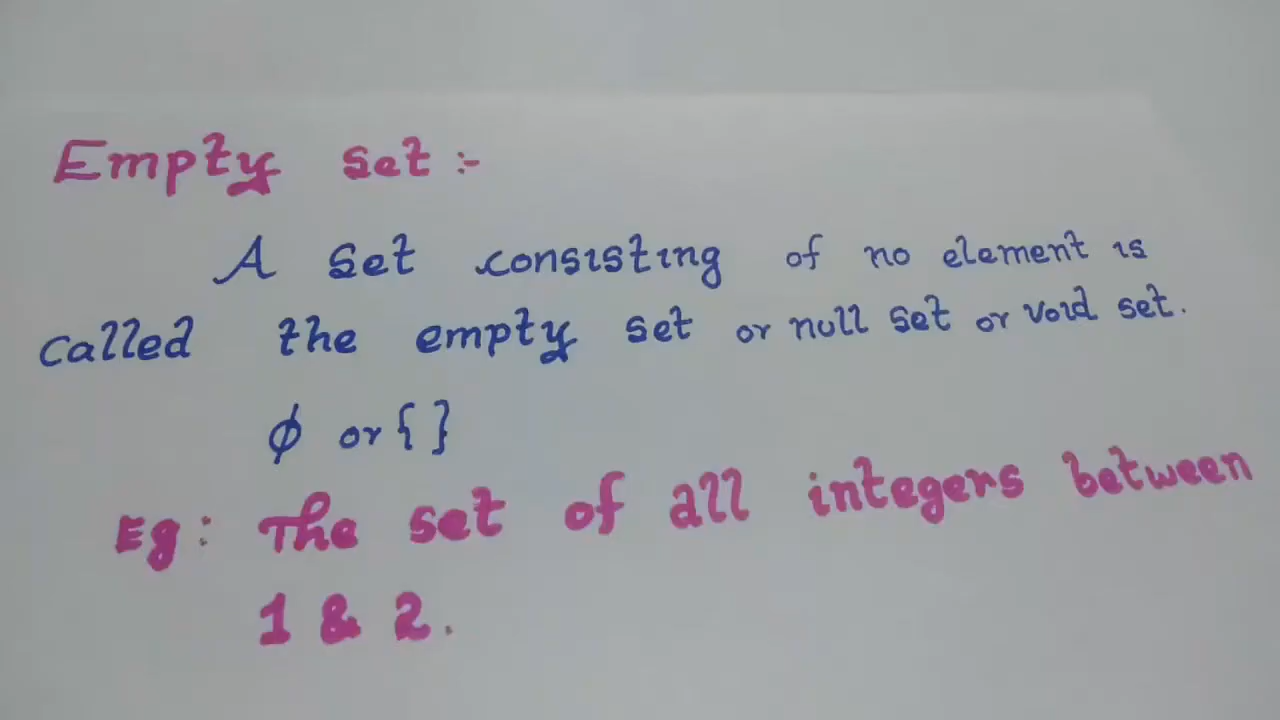 Empty set :-
A set consisting of no element is
called the empty set or null set or void set.
ϕ or { }
Eg: The set of all integers between
1 & 2.